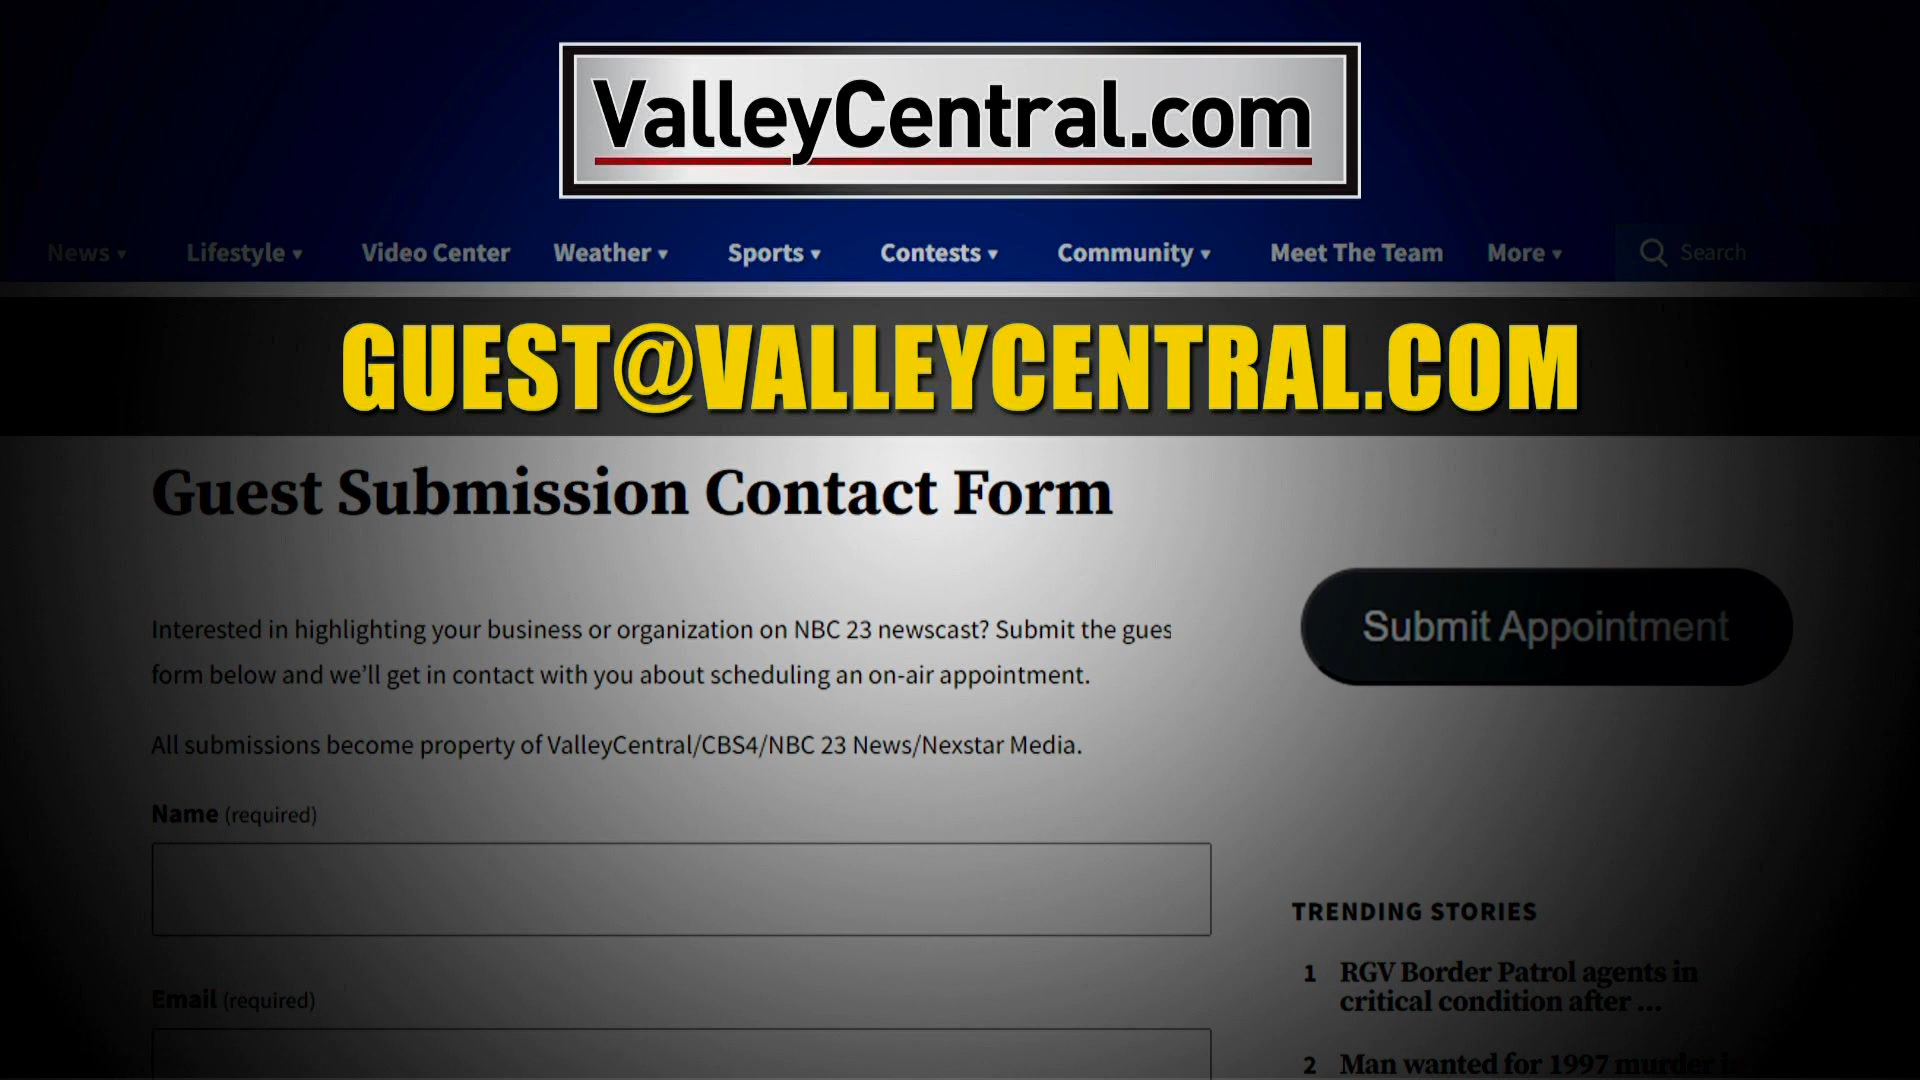 ValleyCentral.com
News ▾ Lifestyle ▾ Video Center Weather ▾ Sports ▾ Contests ▾ Community ▾ Meet The Team More ▾ Search
GUEST@VALLEYCENTRAL.COM
Guest Submission Contact Form
Interested in highlighting your business or organization on NBC 23 newscast? Submit the gues
form below and we’ll get in contact with you about scheduling an on-air appointment.
Submit Appointment
All submissions become property of ValleyCentral/CBS4/NBC 23 News/Nexstar Media.
Name (required)
Email (required)
TRENDING STORIES
1 RGV Border Patrol agents in
critical condition after ...
2 Man wanted for 1997 murder in